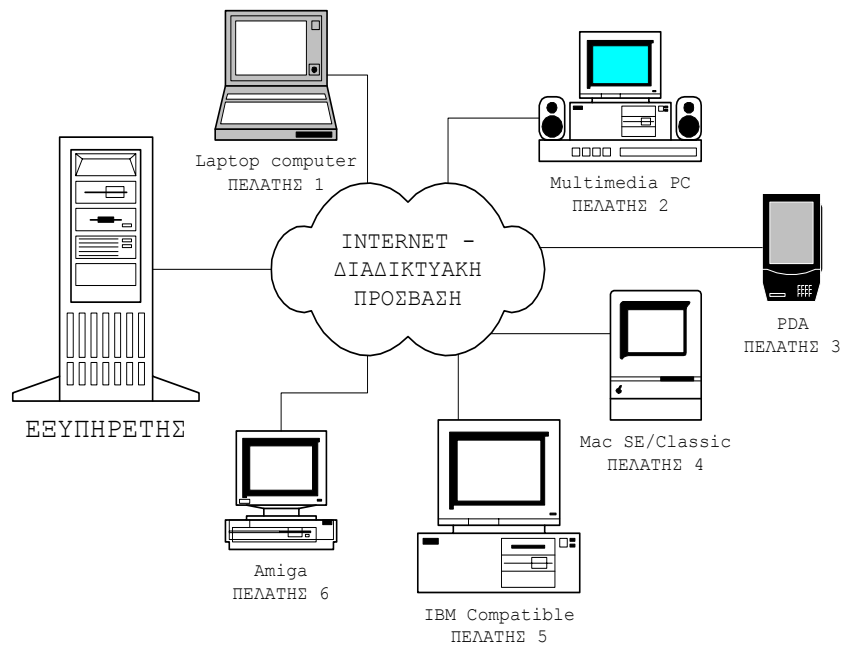 Laptop computer
ΠΕΛΑΤΗΣ 1
Multimedia PC
ΠΕΛΑΤΗΣ 2
INTERNET -
ΔΙΑΔΙΚΤΥΑΚΗ
ΠΡΟΣΒΑΣΗ
PDA
ΠΕΛΑΤΗΣ 3
ΕΞΥΠΗΡΕΤΗΣ
Mac SE/Classic
ΠΕΛΑΤΗΣ 4
Amiga
ΠΕΛΑΤΗΣ 6
IBM Compatible
ΠΕΛΑΤΗΣ 5